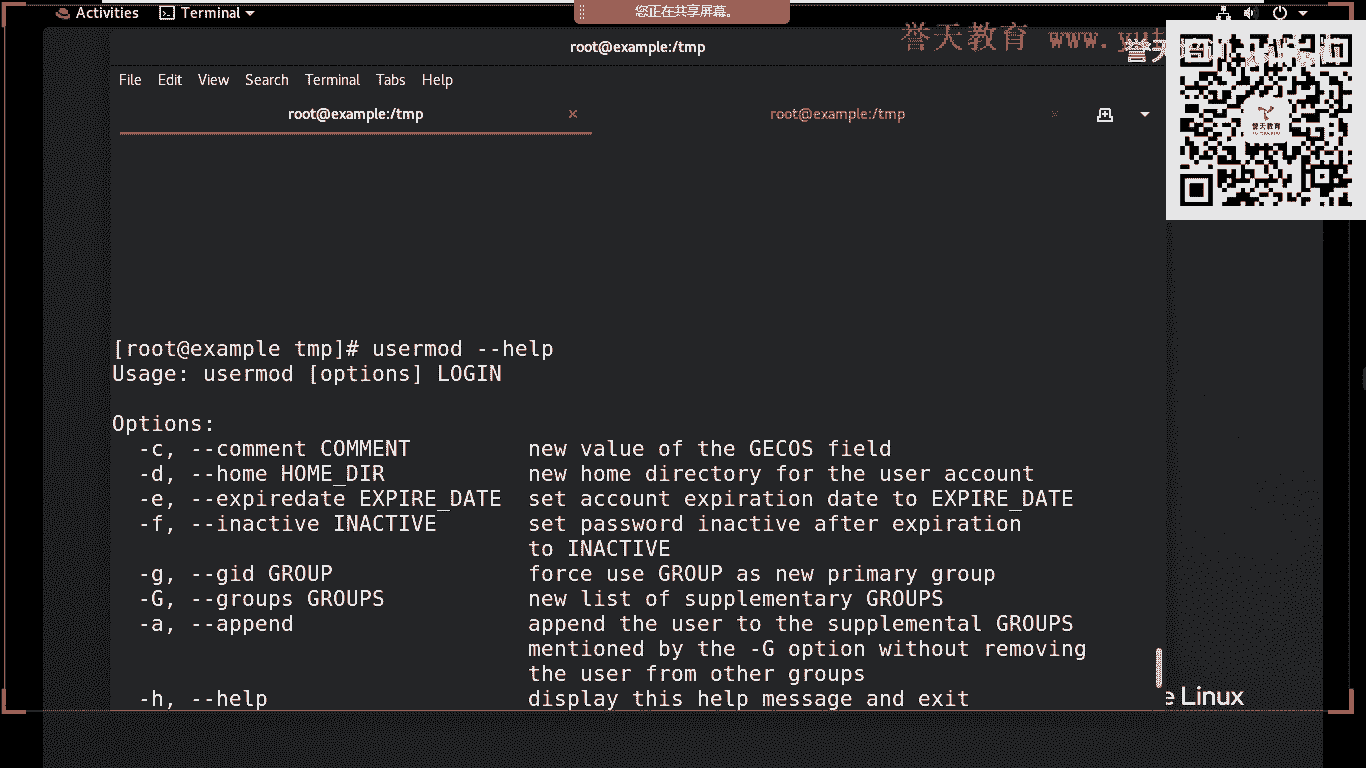 Activities Terminal
您正在共享屏幕。
誉天教育 www.
root@example:/tmp
File Edit View Search Terminal Tabs Help
root@example:/tmp root@example:/tmp
誉天教育
[root@example tmp]# usermod --help
Usage: usermod [options] LOGIN
Options:
-c, --comment COMMENT new value of the GECOS field
-d, --home HOME_DIR new home directory for the user account
-e, --expiredate EXPIRE_DATE set account expiration date to EXPIRE_DATE
-f, --inactive INACTIVE set password inactive after expiration
to INACTIVE
-g, --gid GROUP force use GROUP as new primary group
-G, --groups GROUPS new list of supplementary GROUPS
-a, --append append the user to the supplemental GROUPS
mentioned by the -G option without removing
the user from other groups
-h, --help display this help message and exit
e Linux